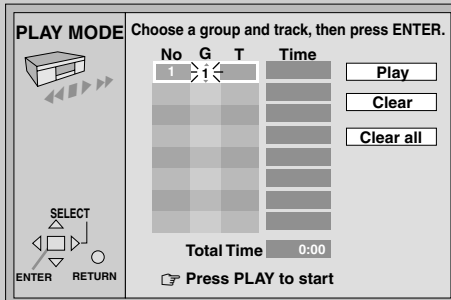 PLAY MODE
Choose a group and track, then press ENTER.
No G T Time
1 1
Play
Clear
Clear all
SELECT
ENTER RETURN
Total Time 0:00
☞ Press PLAY to start